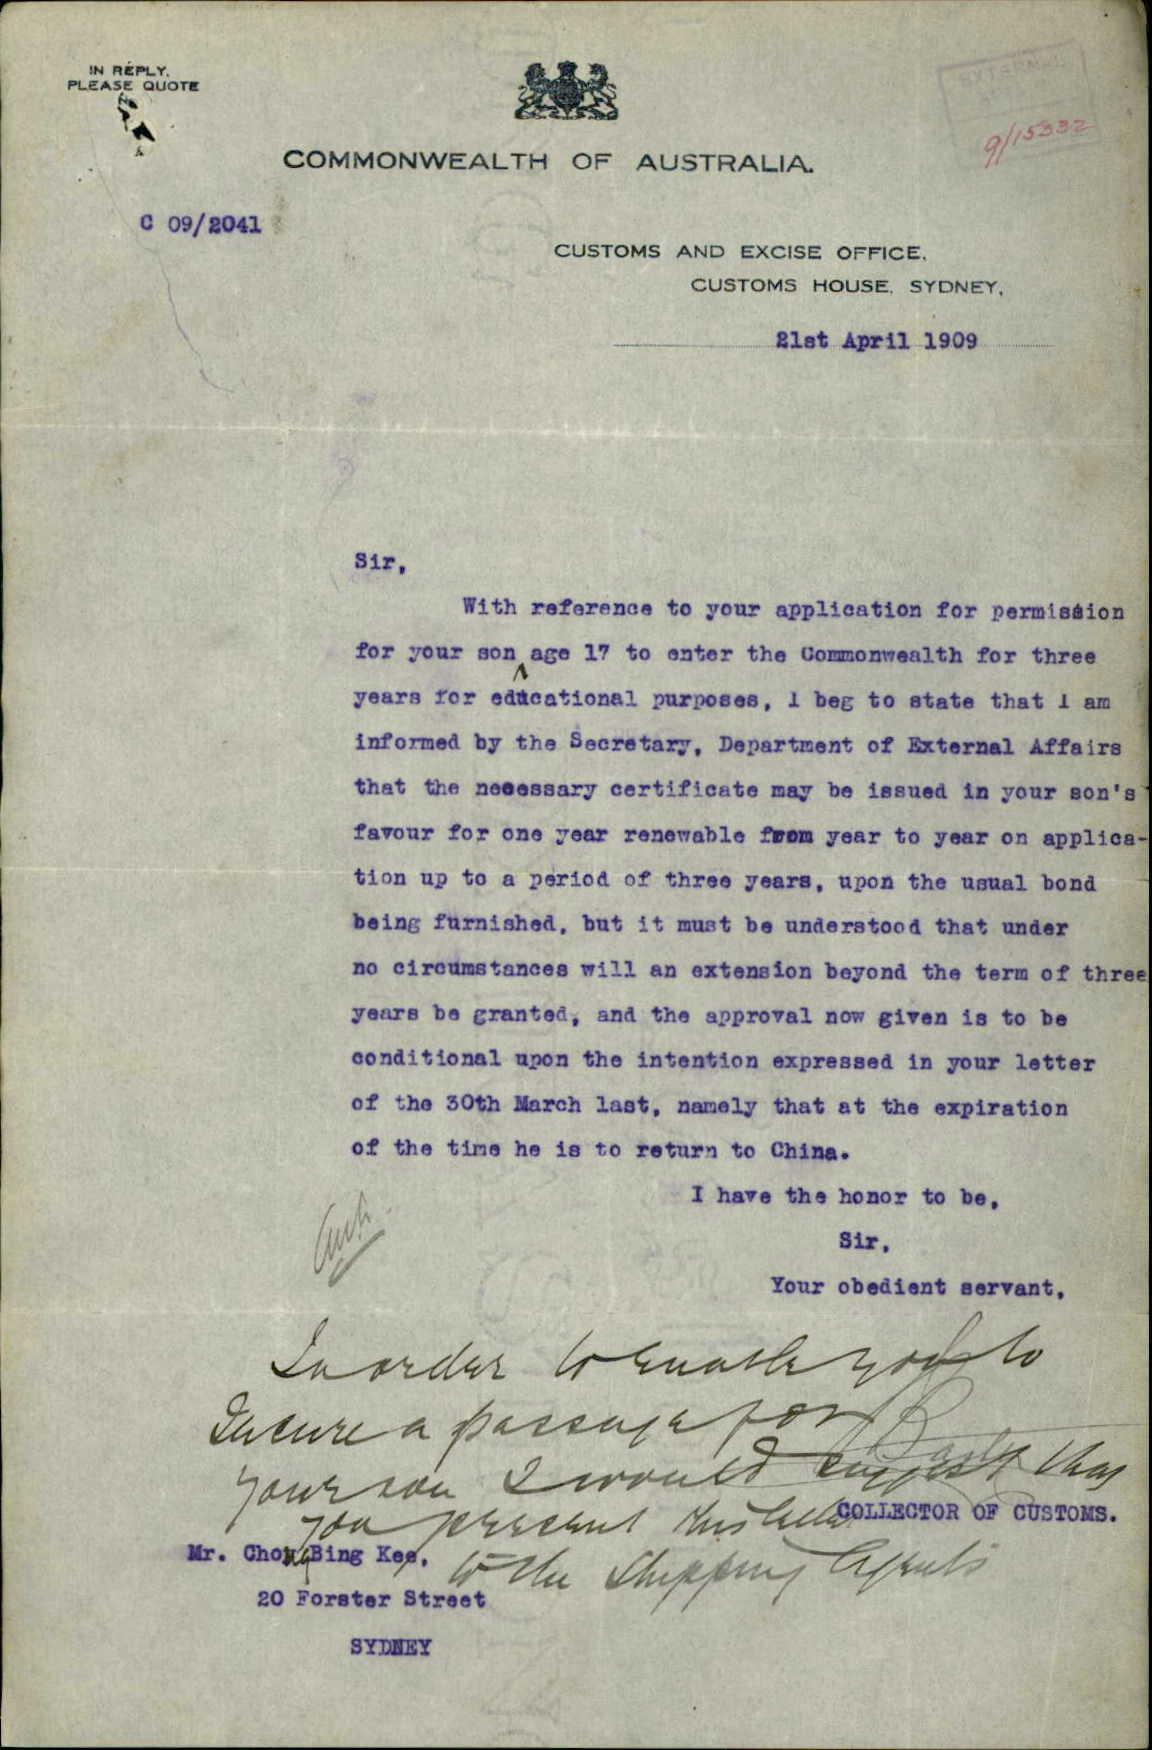 IN REPLY,
PLEASE QUOTE
No
9/15332
COMMONWEALTH OF AUSTRALIA.
C 09/2041
CUSTOMS AND EXCISE OFFICE,
CUSTOMS HOUSE, SYDNEY,
21st April 1909
Sir,
With reference to your application for permission
for your son age 17 to enter the Commonwealth for three
years for educational purposes, I beg to state that I am
informed by the Secretary, Department of External Affairs
that the necessary certificate may be issued in your son's
favour for one year renewable from year to year on applica-
tion up to a period of three years, upon the usual bond
being furnished, but it must be understood that under
no circumstances will an extension beyond the term of three
years be granted, and the approval now given is to be
conditional upon the intention expressed in your letter
of the 30th March last, namely that at the expiration
of the time he is to return to China.
I have the honor to be,
Sir,
Your obedient servant,
In order to enable you to
secure a passage for
your son I would suggest that
you present this letter
COLLECTOR OF CUSTOMS.
to the Shipping Agents
Mr. Chong Bing Kee,
20 Forster Street
SYDNEY